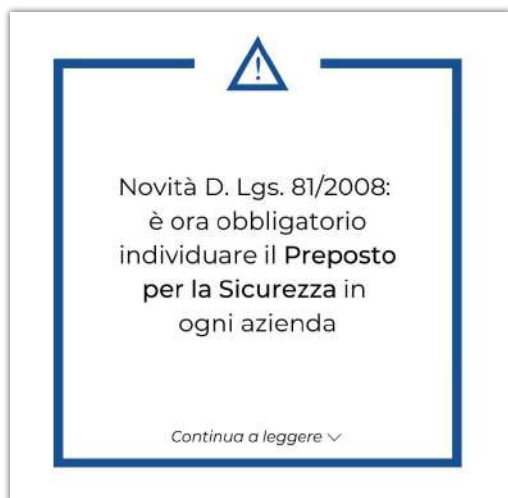 !
Novità D. Lgs. 81/2008:
è ora obbligatorio
individuare il Preposto
per la Sicurezza in
ogni azienda
Continua a leggere